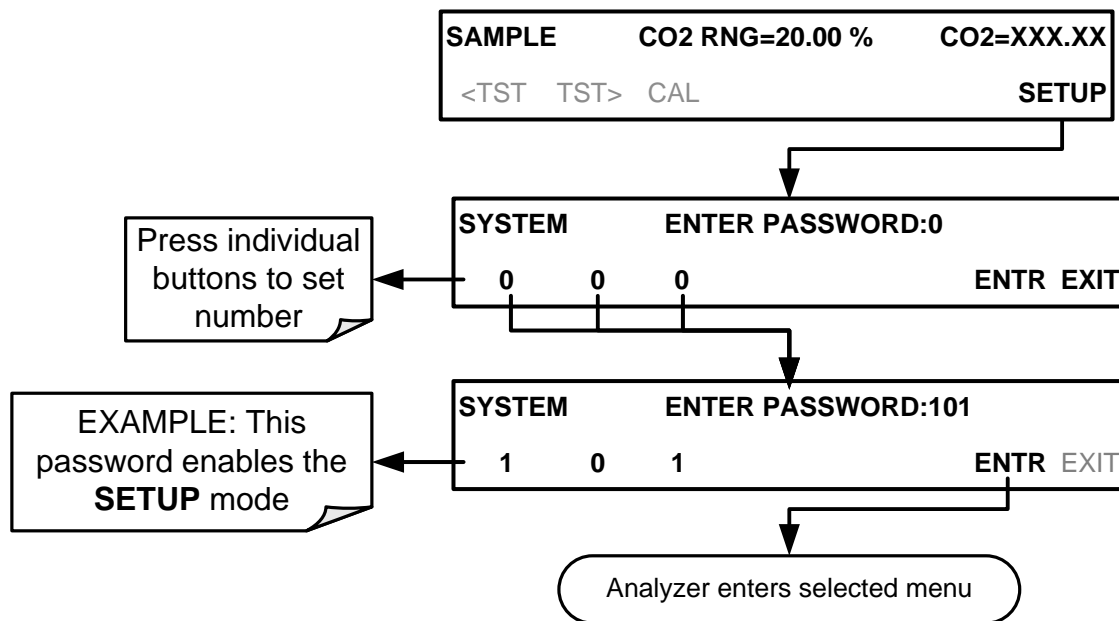 SAMPLE CO2 RNG=20.00 % CO2=XXX.XX
<TST TST> CAL SETUP
SYSTEM ENTER PASSWORD:0
0 0 0 ENTR EXIT
Press individual
buttons to set
number
SYSTEM ENTER PASSWORD:101
1 0 1 ENTR EXIT
EXAMPLE: This
password enables the
SETUP mode
Analyzer enters selected menu